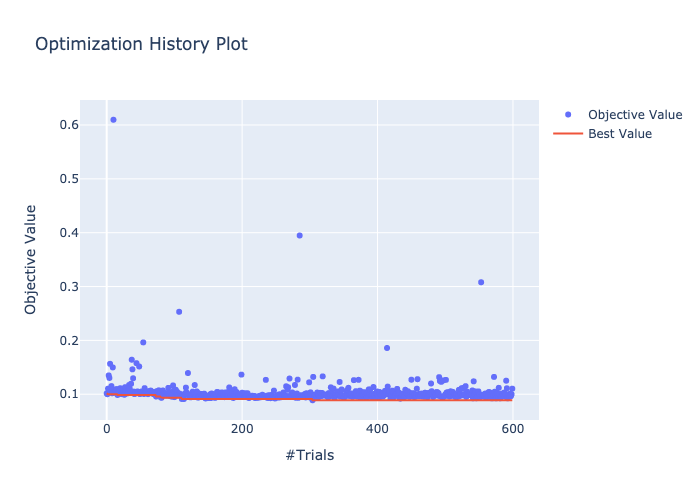 Optimization History Plot
Objective Value
Best Value
0.6
0.5
0.4
0.3
0.2
0.1
Objective Value
0
200
400
600
#Trials